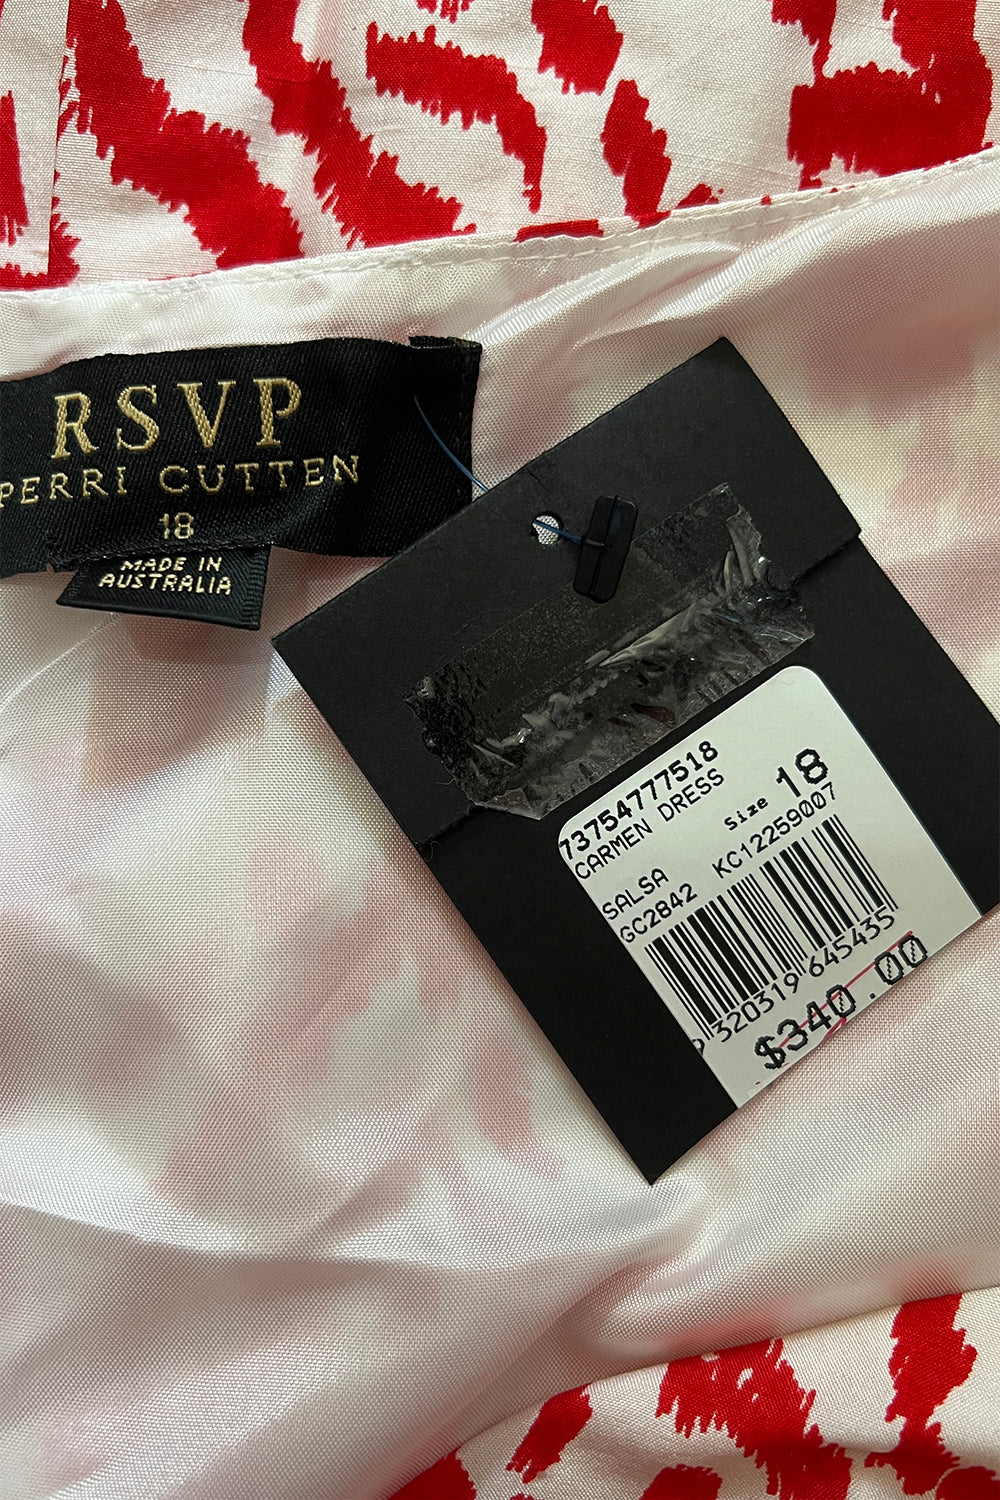 RSVP
PERRI CUTTEN
18
MADE IN
AUSTRALIA
73754777518
CARMEN DRESS
Size 18
SALSA
GC2842 KC12259007
9 320319 645435
$340.00